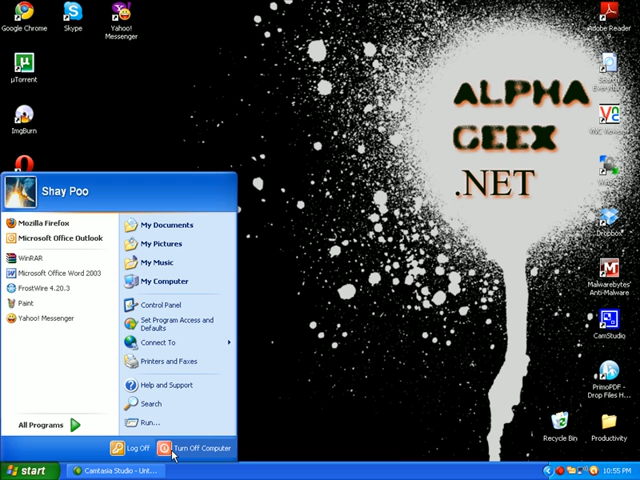 Google Chrome
Skype
Yahoo!
Messenger
µTorrent
ImgBurn
Adobe Reader
9
ALPHA
GEEX
.NET
Dropbox
Malwarebytes'
Anti-Malware
CamStudio
PrimoPDF -
Drop Files H...
Recycle Bin
Productivity
Shay Poo
Mozilla Firefox
Microsoft Office Outlook
WinRAR
Microsoft Office Word 2003
FrostWire 4.20.3
Paint
Yahoo! Messenger
All Programs
My Documents
My Pictures
My Music
My Computer
Control Panel
Set Program Access and
Defaults
Connect To
Printers and Faxes
Help and Support
Search
Run...
Log Off
Turn Off Computer
start
Camtasia Studio - Unt...
10:55 PM